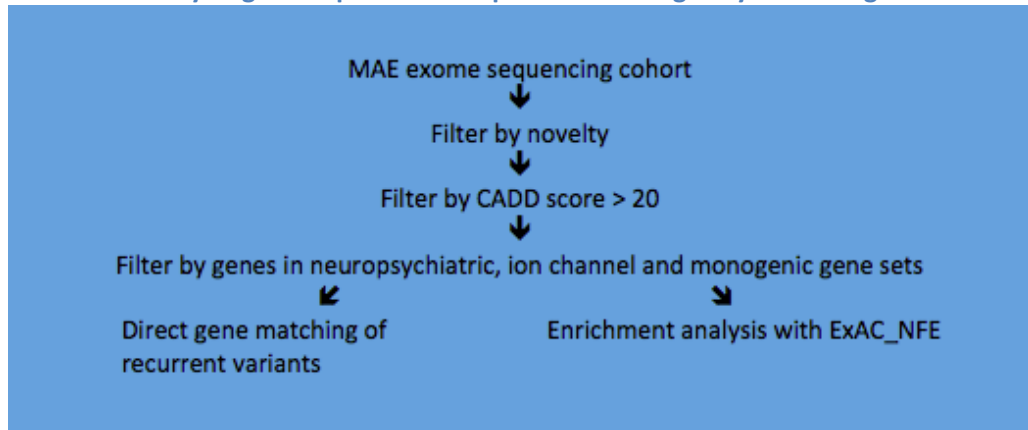 MAE exome sequencing cohort
Filter by novelty
Filter by CADD score > 20
Filter by genes in neuropsychiatric, ion channel and monogenic gene sets
Direct gene matching of
recurrent variants
Enrichment analysis with ExAC_NFE